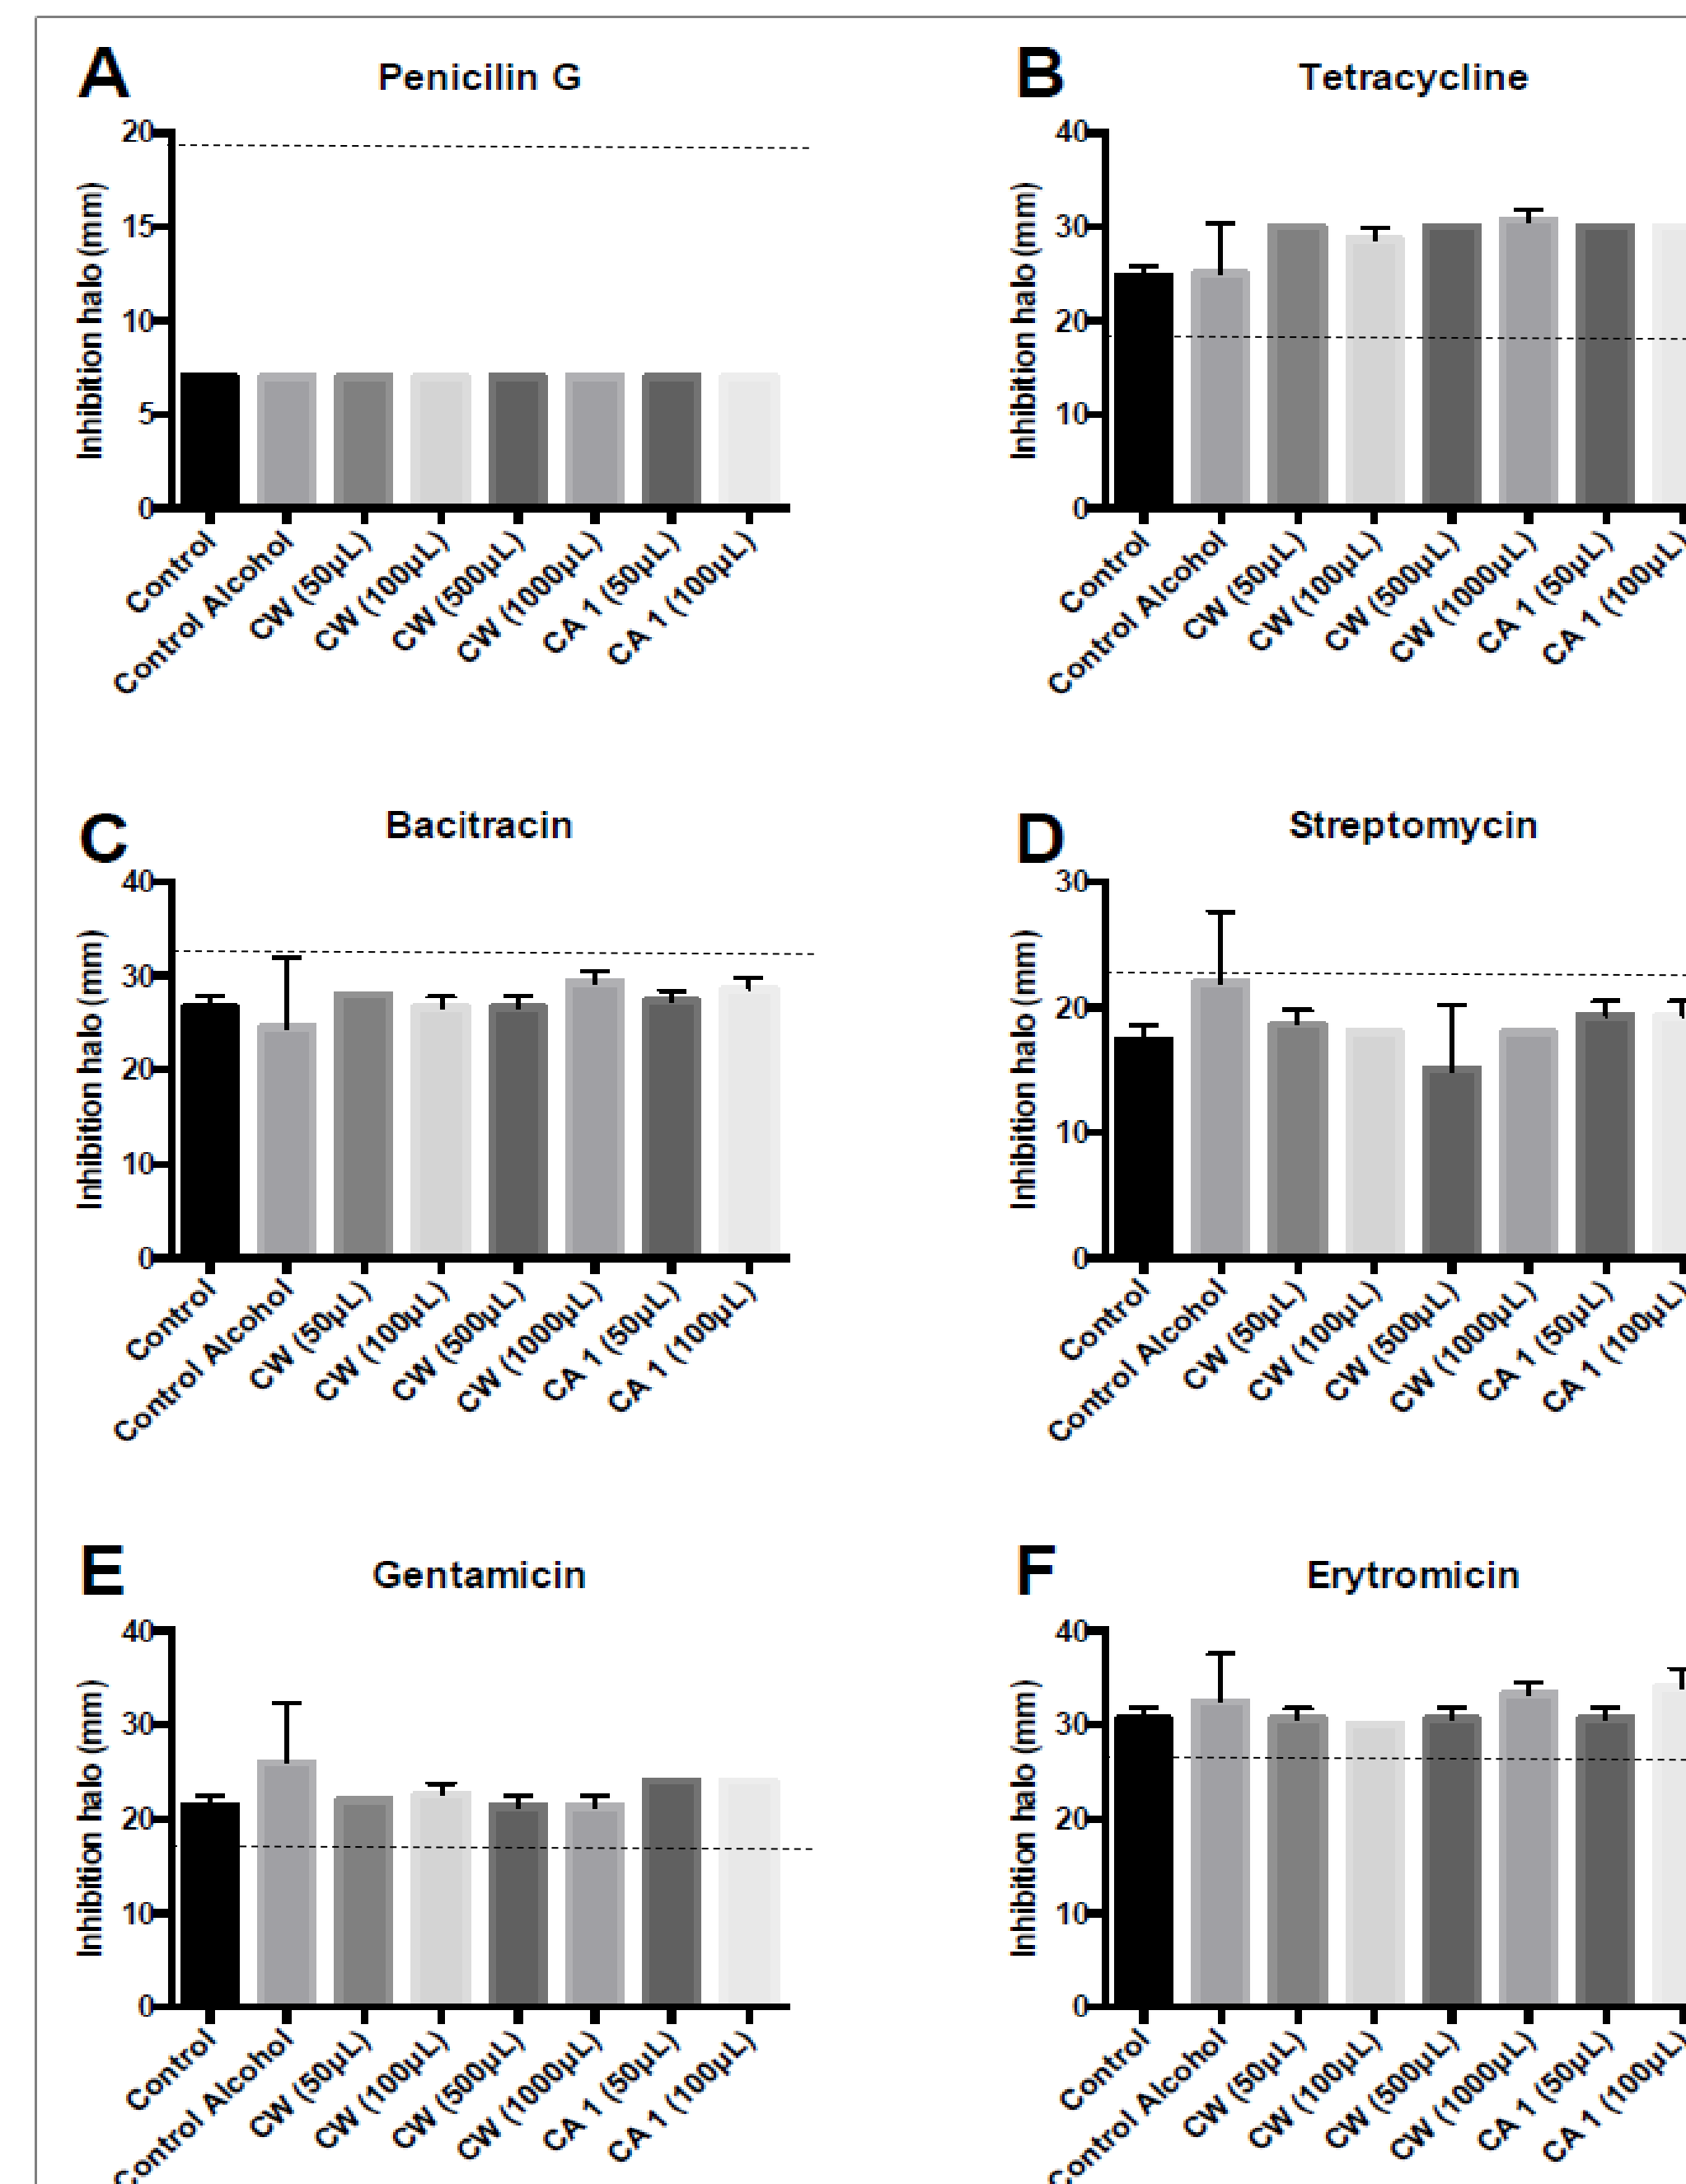 A
Penicilin G
Inhibition halo (mm)
20
15
10
5
0
Control
Control Alcohol
CW (50µL)
CW (100µL)
CW (500µL)
CW (1000µL)
CA 1 (50µL)
CA 1 (100µL)
B
Tetracycline
Inhibition halo (mm)
40
30
20
10
0
Control
Control Alcohol
CW (50µL)
CW (100µL)
CW (500µL)
CW (1000µL)
CA 1 (50µL)
CA 1 (100µL)
C
Bacitracin
Inhibition halo (mm)
40
30
20
10
0
Control
Control Alcohol
CW (50µL)
CW (100µL)
CW (500µL)
CW (1000µL)
CA 1 (50µL)
CA 1 (100µL)
D
Streptomycin
Inhibition halo (mm)
30
20
10
0
Control
Control Alcohol
CW (50µL)
CW (100µL)
CW (500µL)
CW (1000µL)
CA 1 (50µL)
CA 1 (100µL)
E
Gentamicin
Inhibition halo (mm)
40
30
20
10
0
Control
Control Alcohol
CW (50µL)
CW (100µL)
CW (500µL)
CW (1000µL)
CA 1 (50µL)
CA 1 (100µL)
F
Erytromicin
Inhibition halo (mm)
40
30
20
10
0
Control
Control Alcohol
CW (50µL)
CW (100µL)
CW (500µL)
CW (1000µL)
CA 1 (50µL)
CA 1 (100µL)